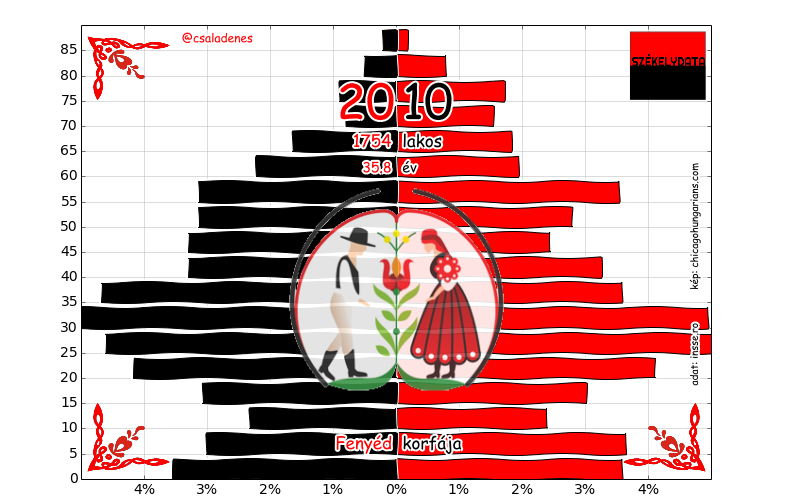 @csaladenes
SZÉKELYDATA
2010
1754 lakos
35.8 év
kép: chicagohungarians.com
adat: insse.ro
Fenyéd korfája
85
80
75
70
65
60
55
50
45
40
35
30
25
20
15
10
5
0
4% 3% 2% 1% 0% 1% 2% 3% 4%